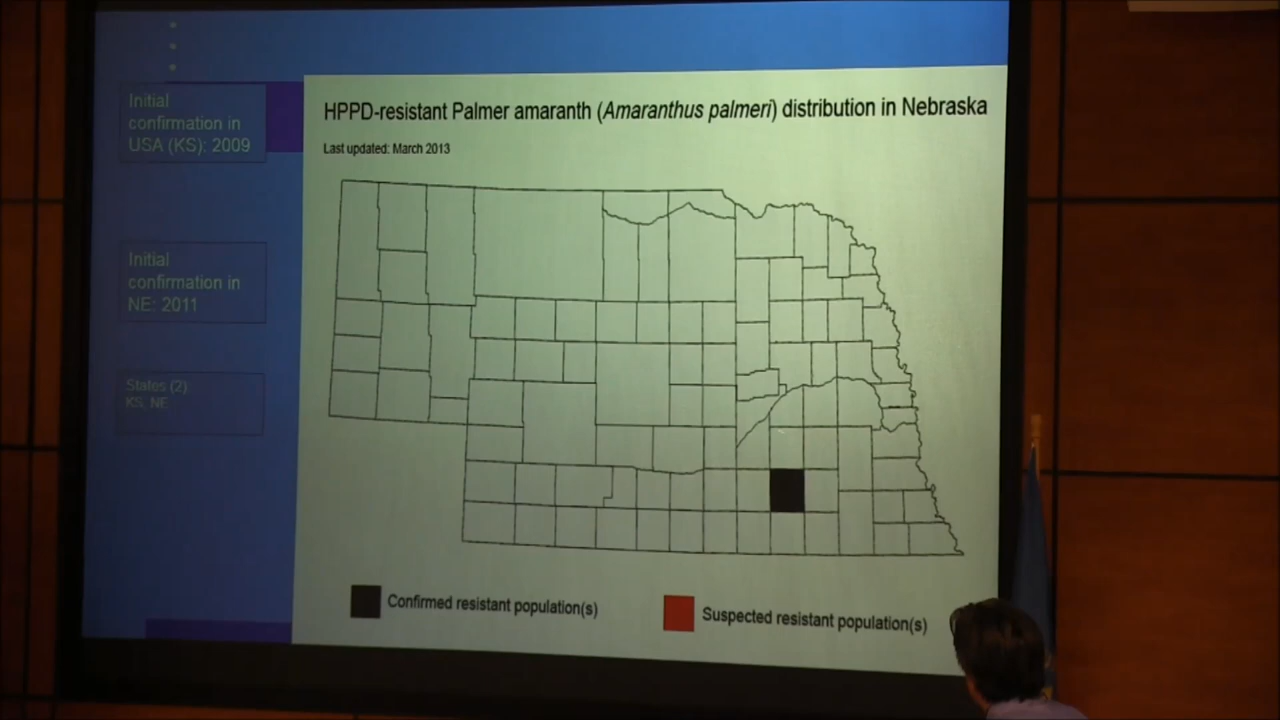 Initial
confirmation in
USA (KS): 2009
Initial
confirmation in
NE: 2011
States (2)
KS, NE
HPPD-resistant Palmer amaranth (Amaranthus palmeri) distribution in Nebraska
Last updated: March 2013
Confirmed resistant population(s)
Suspected resistant population(s)